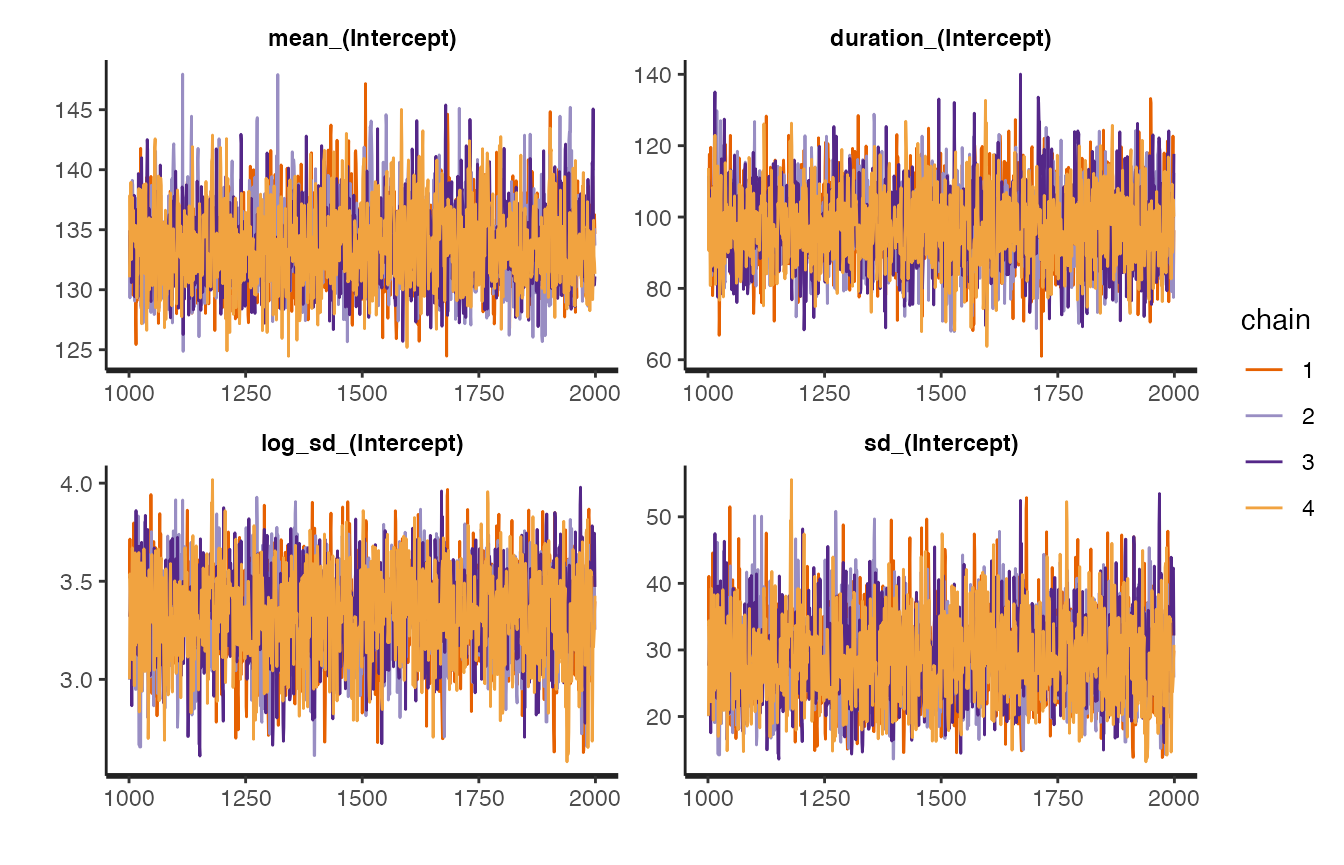 mean_(Intercept)
duration_(Intercept)
145
140
135
130
125
1000 1250 1500 1750 2000
140
120
100
80
60
1000 1250 1500 1750 2000
log_sd_(Intercept)
sd_(Intercept)
4.0
3.5
3.0
1000 1250 1500 1750 2000
50
40
30
20
1000 1250 1500 1750 2000
chain
1
2
3
4